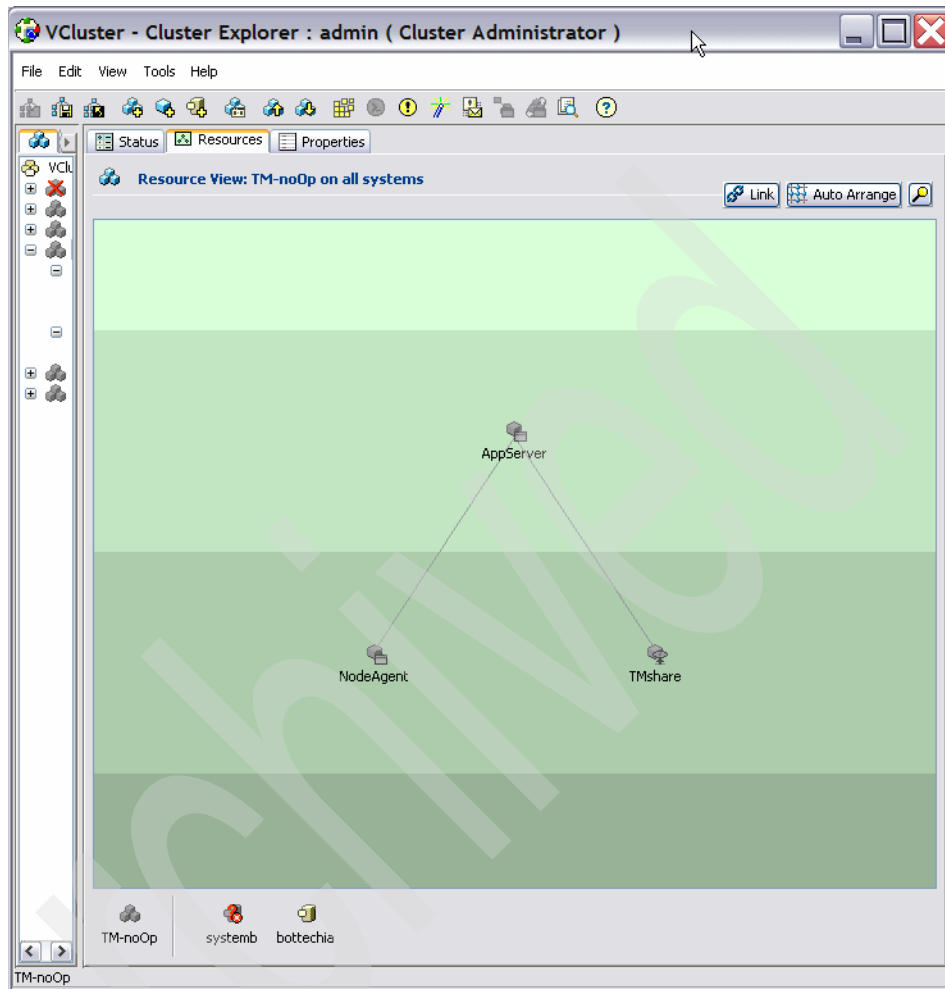 VCluster - Cluster Explorer : admin ( Cluster Administrator )
File Edit View Tools Help
Status Resources Properties
VClu
Resource View: TM-noOp on all systems
Link Auto Arrange
AppServer
NodeAgent TMshare
TM-noOp systemb bottechia
TM-noOp